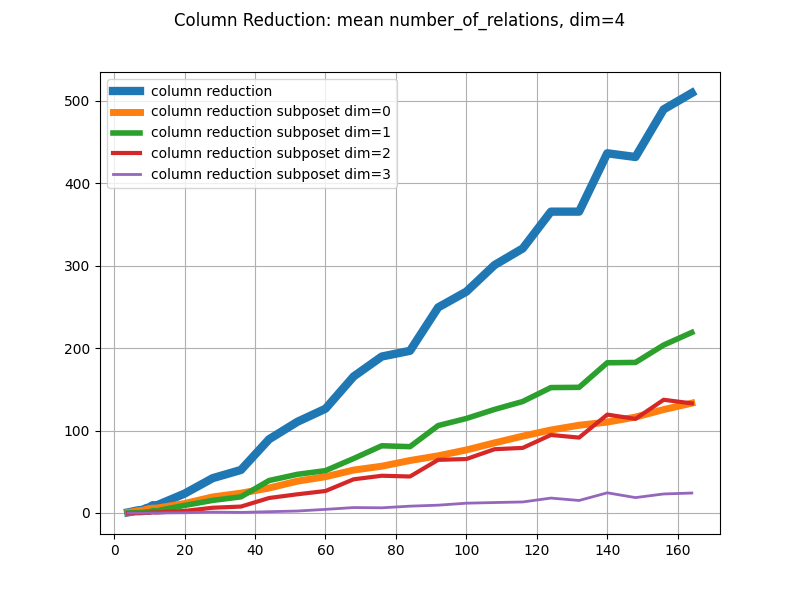 Column Reduction: mean number_of_relations, dim=4
column reduction
column reduction subposet dim=0
column reduction subposet dim=1
column reduction subposet dim=2
column reduction subposet dim=3
500
400
300
200
100
0
0 20 40 60 80 100 120 140 160